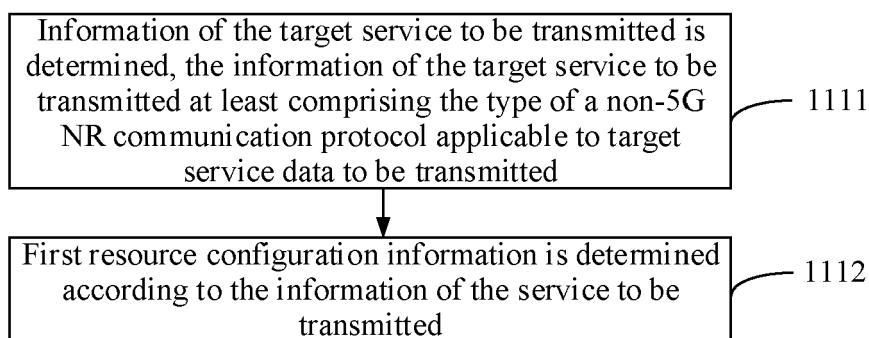 Information of the target service to be transmitted is
determined, the information of the target service to be
transmitted at least comprising the type of a non-5G
NR communication protocol applicable to target
service data to be transmitted
1111
First resource configuration information is determined
according to the information of the service to be
transmitted
1112